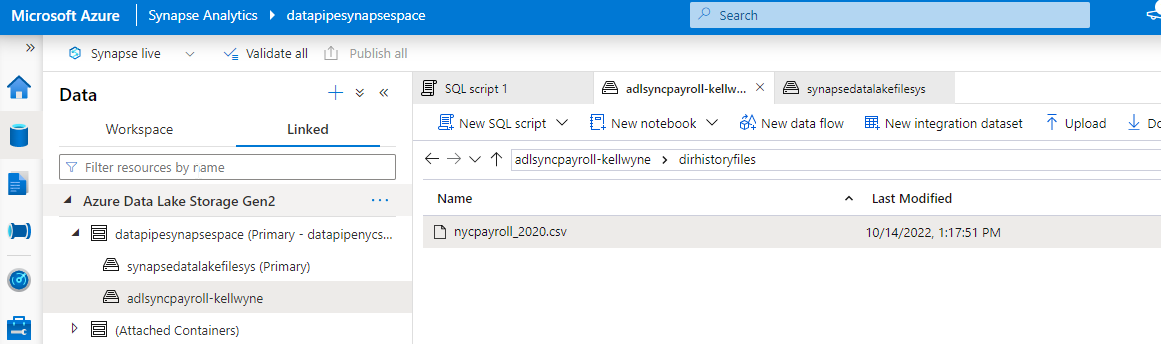 Microsoft Azure Synapse Analytics datapipesynapsespace Search
Synapse live Validate all Publish all
Data
Workspace Linked
Filter resources by name
Azure Data Lake Storage Gen2
datapipesynapsespace (Primary - datapipenycs...
synapsedatalakefilesys (Primary)
adlsyncpayroll-kellwyne
(Attached Containers)
SQL script 1 adlsyncpayroll-kellw... synapsedatalakefilesys
New SQL script New notebook New data flow New integration dataset Upload Do
adlsyncpayroll-kellwyne dirhistoryfiles
Name Last Modified
nycpayroll_2020.csv 10/14/2022, 1:17:51 PM